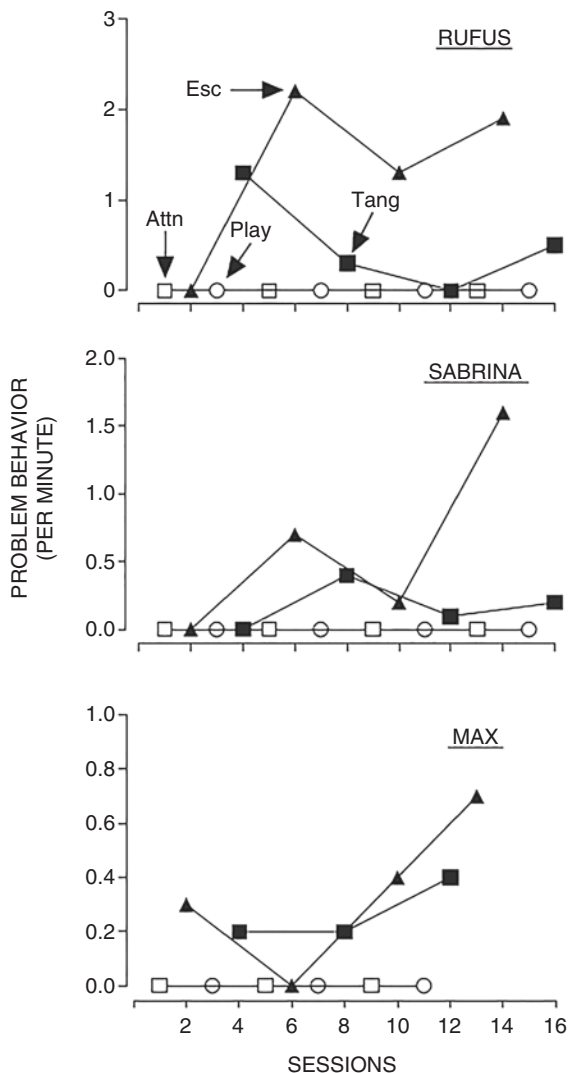 3
RUFUS
Esc
2
Tang
Attn
Play
1
0
2.0
SABRINA
1.5
1.0
0.5
0.0
PROBLEM BEHAVIOR
(PER MINUTE)
1.0
MAX
0.8
0.6
0.4
0.2
0.0
2 4 6 8 10 12 14 16
SESSIONS